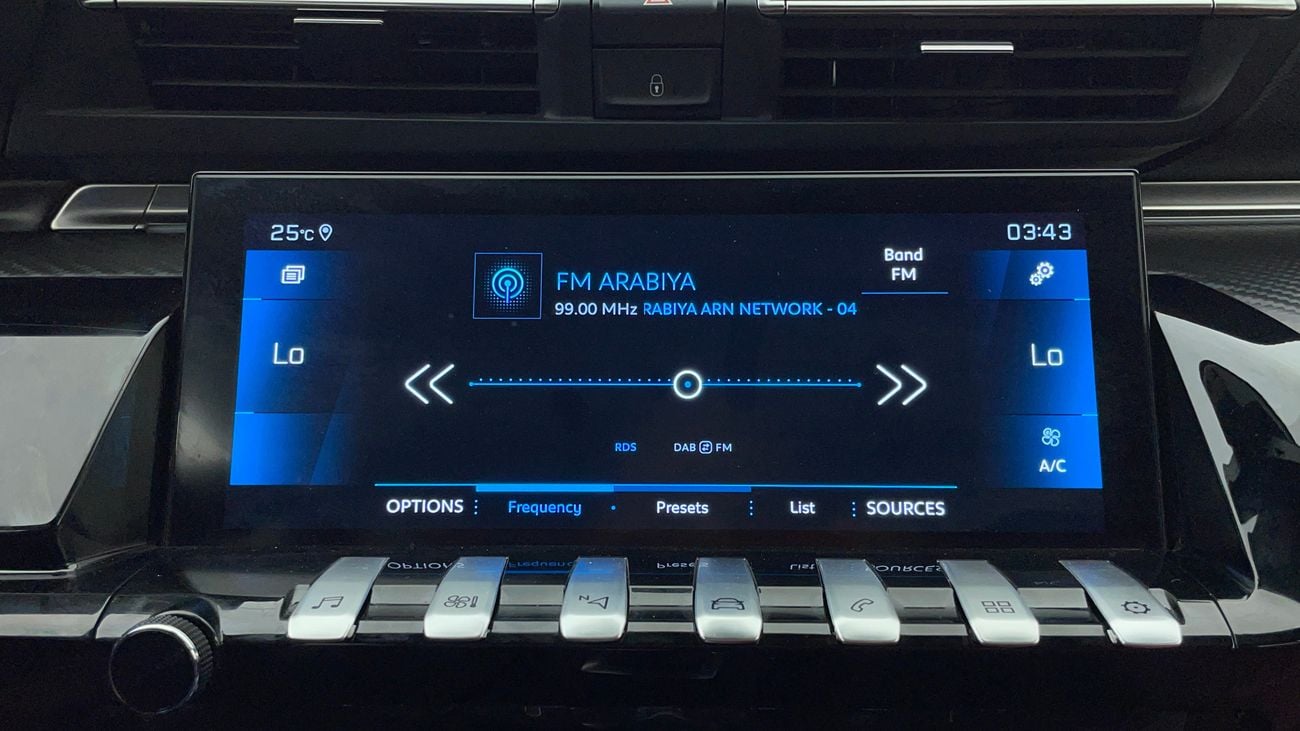 25°C
03:43
Band
FM
FM ARABIYA
99.00 MHz RABIYA ARN NETWORK - 04
Lo
Lo
RDS
DAB FM
A/C
OPTIONS Frequency Presets List SOURCES
N